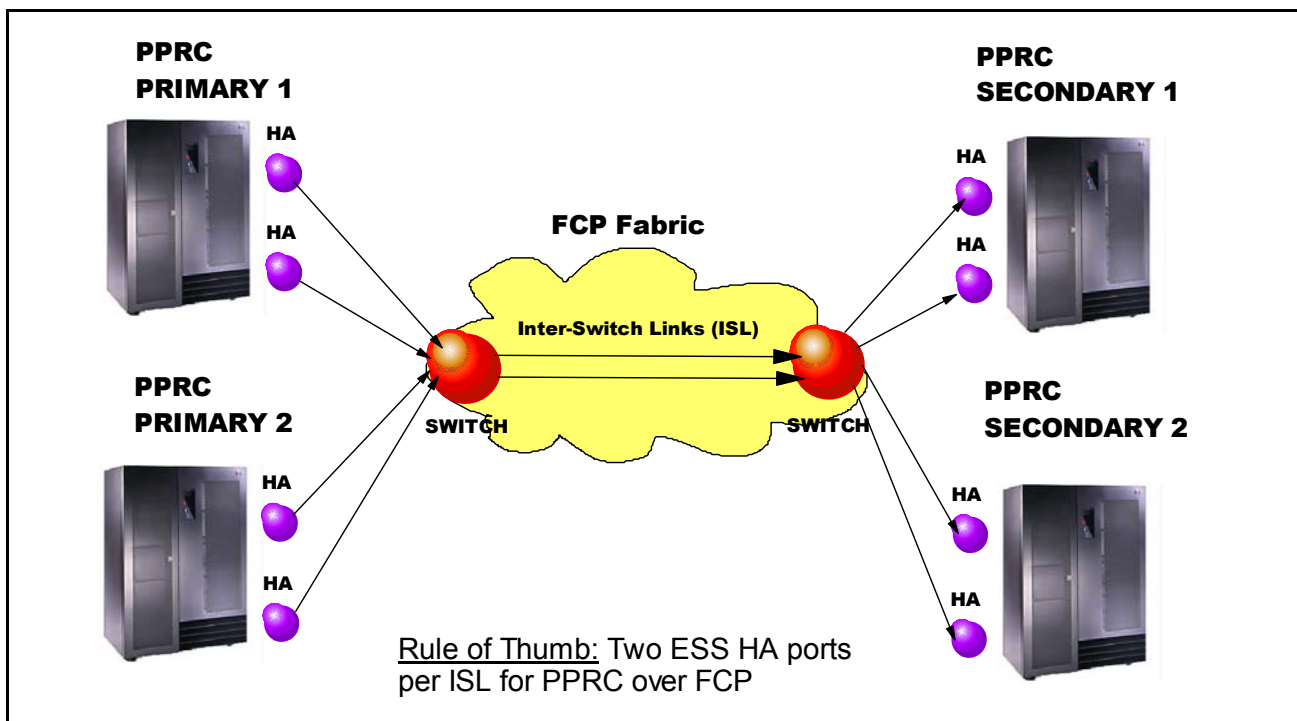 PPRC
PRIMARY 1
HA
HA
PPRC
SECONDARY 1
HA
HA
FCP Fabric
Inter-Switch Links (ISL)
SWITCH
SWITCH
PPRC
PRIMARY 2
HA
HA
PPRC
SECONDARY 2
HA
HA
Rule of Thumb: Two ESS HA ports
per ISL for PPRC over FCP